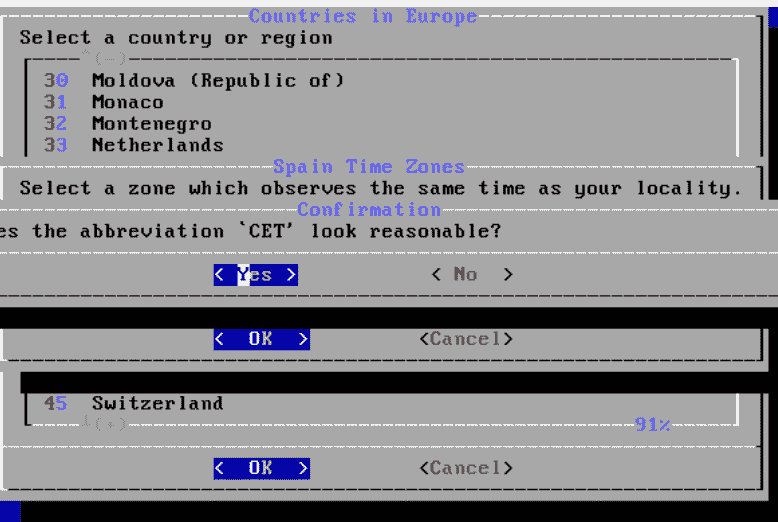 Countries in Europe
Select a country or region
^(-)
30 Moldova (Republic of)
31 Monaco
32 Montenegro
33 Netherlands
Spain Time Zones
Select a zone which observes the same time as your locality.
Confirmation
es the abbreviation `CET' look reasonable?
< Yes > < No >
< OK > <Cancel>
45 Switzerland
(+) 91%
< OK > <Cancel>